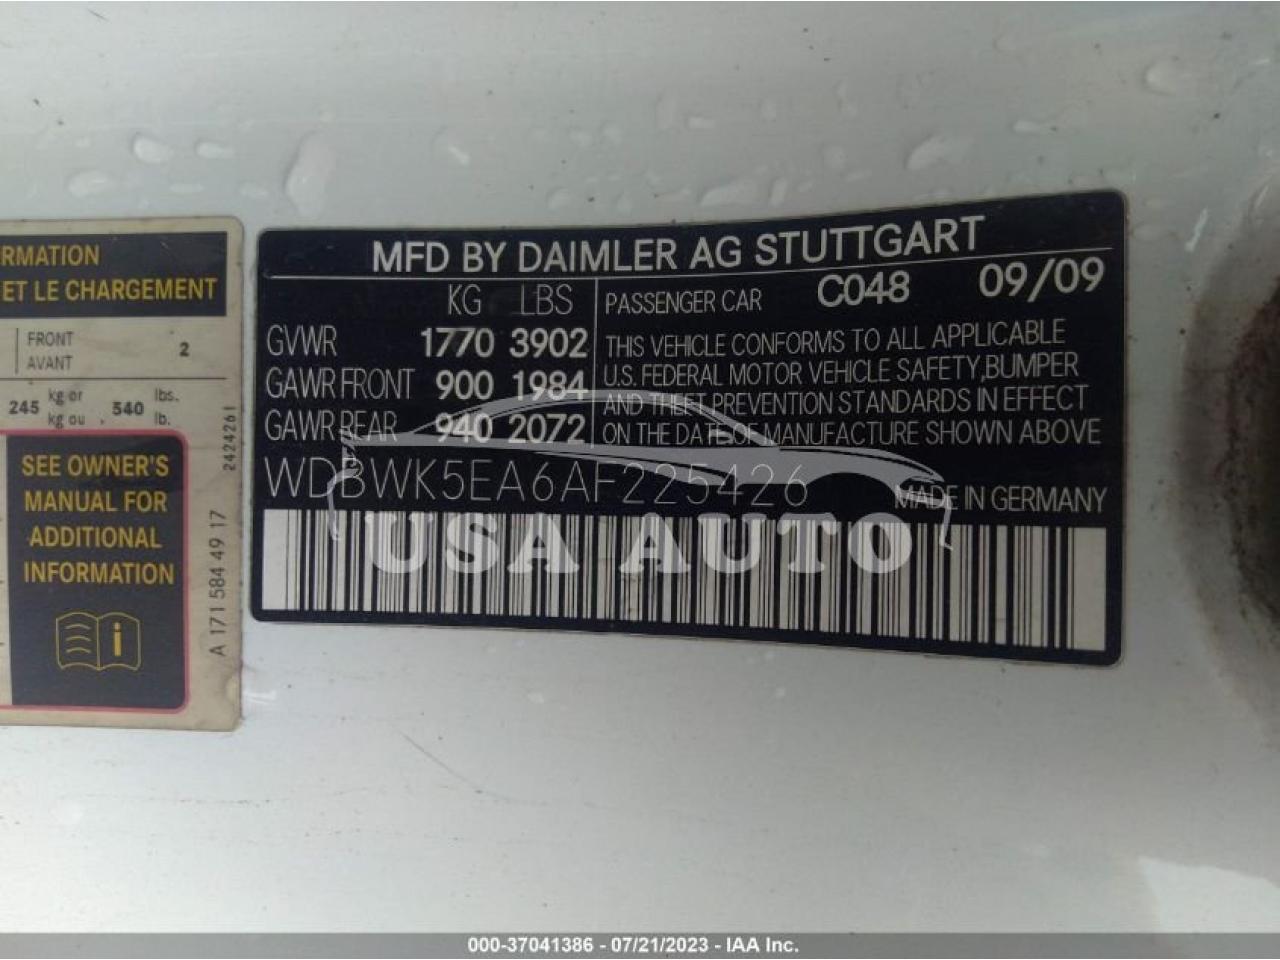 RMATION
ET LE CHARGEMENT
FRONT
AVANT 2
245 kg or 540 lbs.
kg ou , lb.
SEE OWNER'S
MANUAL FOR
ADDITIONAL
INFORMATION
i
2424261
A 171 584 49 17
MFD BY DAIMLER AG STUTTGART
KG LBS PASSENGER CAR C048 09/09
GVWR 1770 3902
GAWR FRONT 900 1984
GAWR REAR 940 2072
THIS VEHICLE CONFORMS TO ALL APPLICABLE
U.S. FEDERAL MOTOR VEHICLE SAFETY,BUMPER
AND THEFT PREVENTION STANDARDS IN EFFECT
ON THE DATE OF MANUFACTURE SHOWN ABOVE
WDBWK5EA6AF225426 MADE IN GERMANY
USA AUTO
000-37041386 - 07/21/2023 - IAA Inc.